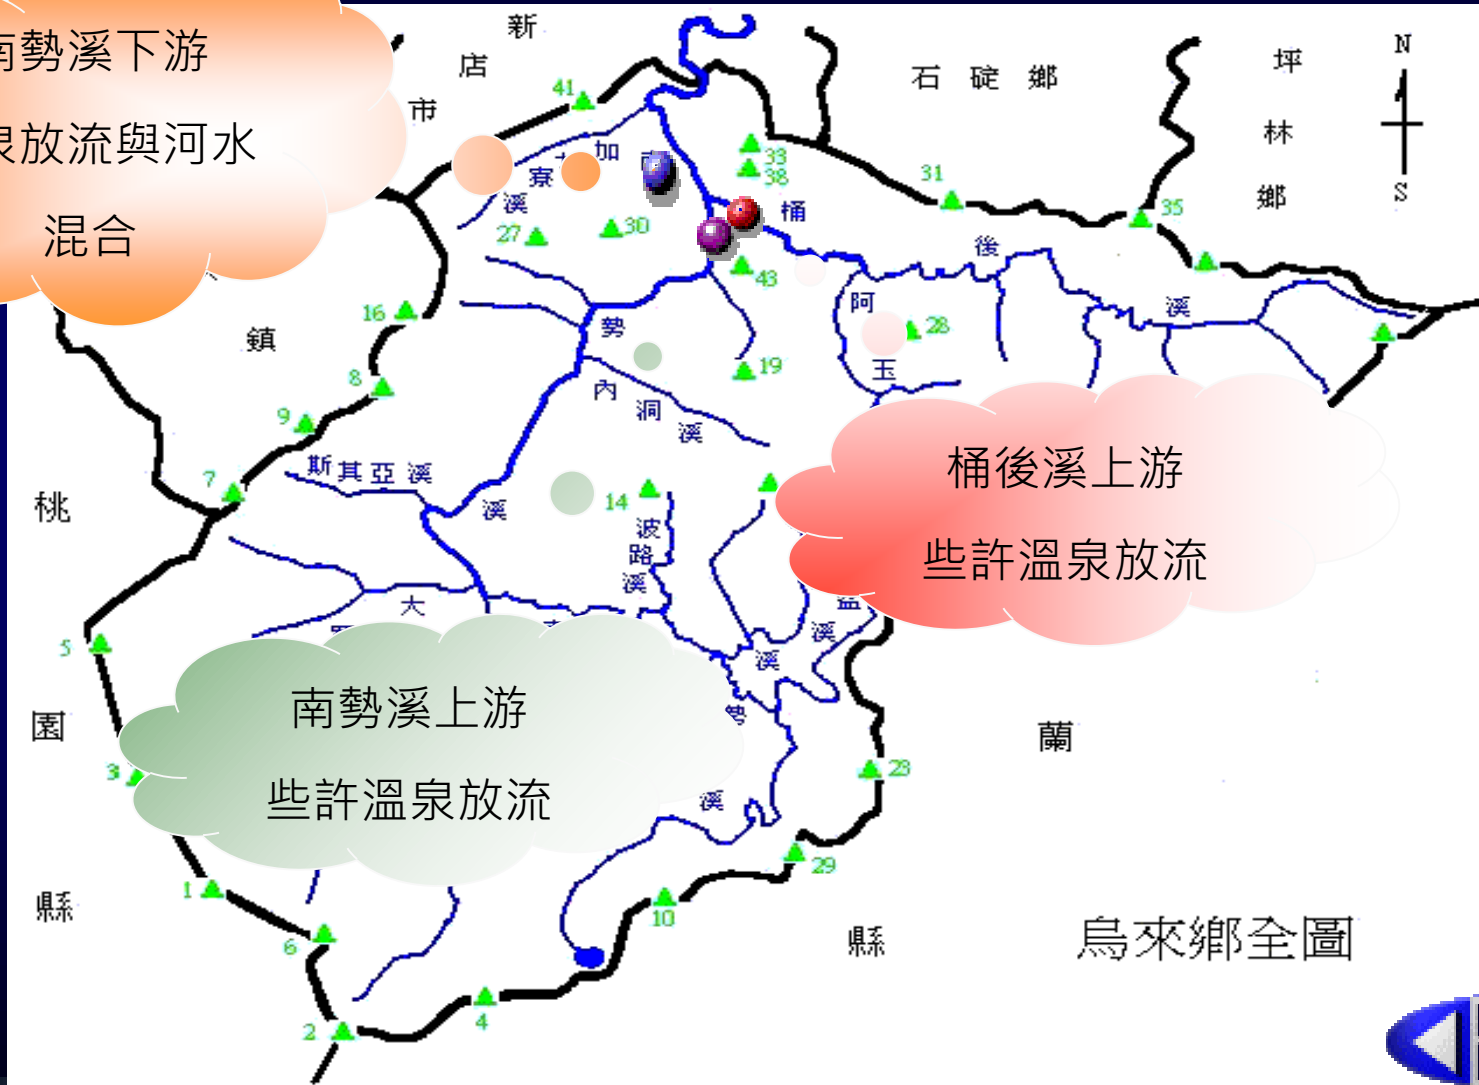 南勢溪下游
泉放流與河水
混合
新
店
市
石碇鄉
坪
林
鄉
N
S
41
33
38
31
35
加
寮
溪
桶
後
溪
27
30
43
阿
玉
28
16
鎮
勢
19
8
內
洞
溪
9
斯其亞溪
7
桃
溪
14
波
路
溪
桶後溪上游
些許溫泉放流
大
溪
溪
5
南勢溪上游
些許溫泉放流
園
蘭
勢
3
23
溪
29
1
縣
10
6
縣
烏來鄉全圖
4
2